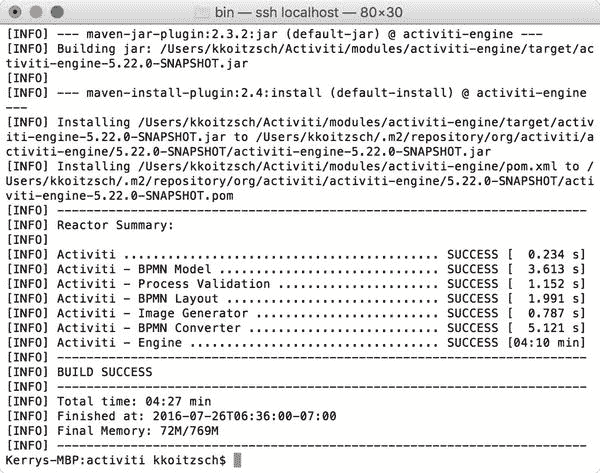 bin — ssh localhost — 80×30
[INFO] --- maven-jar-plugin:2.3.2:jar (default-jar) @ activiti-engine ---
[INFO] Building jar: /Users/kkoitzsch/Activiti/modules/activiti-engine/target/ac
tiviti-engine-5.22.0-SNAPSHOT.jar
[INFO]
[INFO] --- maven-install-plugin:2.4:install (default-install) @ activiti-engine
---
[INFO] Installing /Users/kkoitzsch/Activiti/modules/activiti-engine/target/activ
iti-engine-5.22.0-SNAPSHOT.jar to /Users/kkoitzsch/.m2/repository/org/activiti/a
ctiviti-engine/5.22.0-SNAPSHOT/activiti-engine-5.22.0-SNAPSHOT.jar
[INFO] Installing /Users/kkoitzsch/Activiti/modules/activiti-engine/pom.xml to /
Users/kkoitzsch/.m2/repository/org/activiti/activiti-engine/5.22.0-SNAPSHOT/acti
viti-engine-5.22.0-SNAPSHOT.pom
[INFO] ------------------------------------------------------------------------
[INFO] Reactor Summary:
[INFO]
[INFO] Activiti ........................................... SUCCESS [  0.234 s]
[INFO] Activiti - BPMN Model .............................. SUCCESS [  3.613 s]
[INFO] Activiti - Process Validation ...................... SUCCESS [  1.152 s]
[INFO] Activiti - BPMN Layout ............................. SUCCESS [  1.991 s]
[INFO] Activiti - Image Generator ......................... SUCCESS [  0.787 s]
[INFO] Activiti - BPMN Converter .......................... SUCCESS [  5.121 s]
[INFO] Activiti - Engine .................................. SUCCESS [04:10 min]
[INFO] ------------------------------------------------------------------------
[INFO] BUILD SUCCESS
[INFO] ------------------------------------------------------------------------
[INFO] Total time: 04:27 min
[INFO] Finished at: 2016-07-26T06:36:00-07:00
[INFO] Final Memory: 72M/769M
[INFO] ------------------------------------------------------------------------
Kerrys-MBP:activiti kkoitzsch$